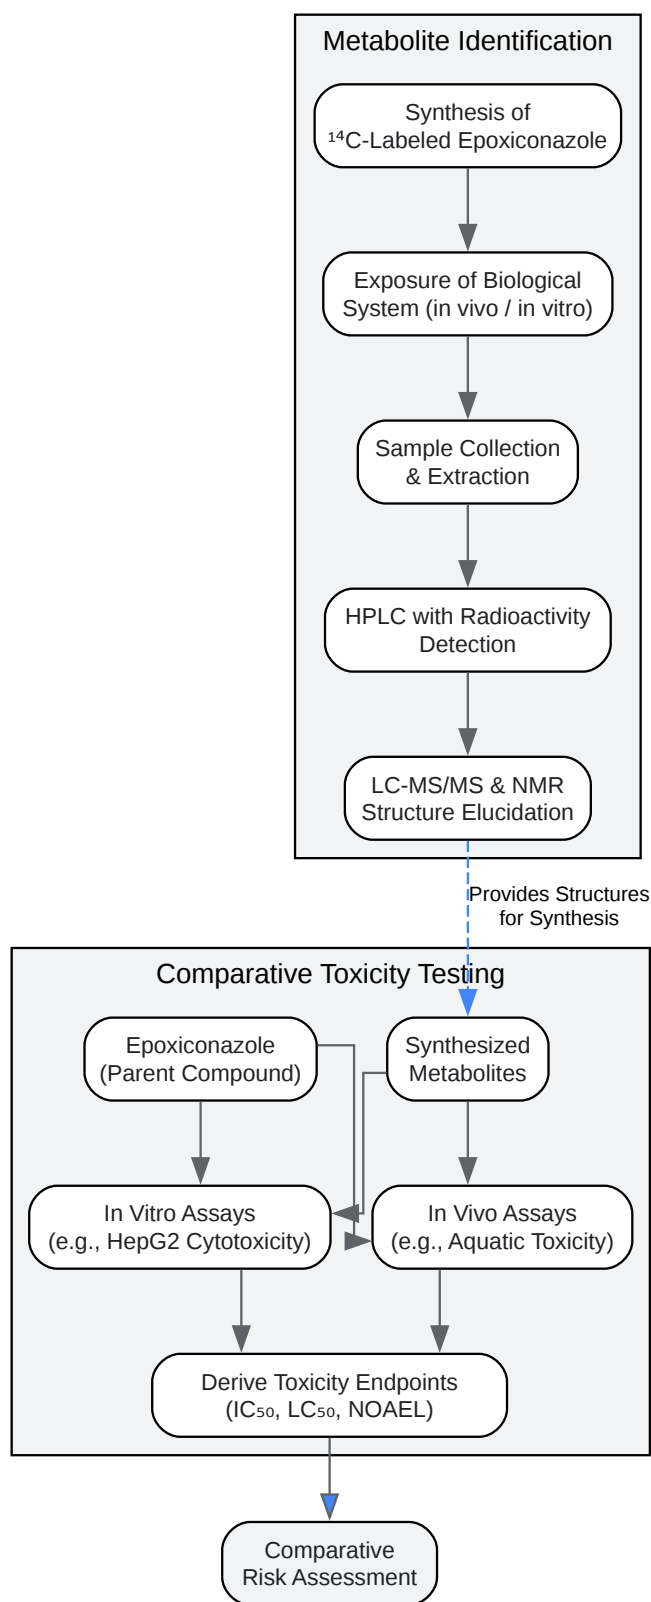 Metabolite Identification
Synthesis of
¹⁴C-Labeled Epoxiconazole
Exposure of Biological
System (in vivo / in vitro)
Sample Collection
& Extraction
HPLC with Radioactivity
Detection
LC-MS/MS & NMR
Structure Elucidation
Provides Structures
for Synthesis
Comparative Toxicity Testing
Epoxiconazole
(Parent Compound)
Synthesized
Metabolites
In Vitro Assays
(e.g., HepG2 Cytotoxicity)
In Vivo Assays
(e.g., Aquatic Toxicity)
Derive Toxicity Endpoints
(IC₅₀, LC₅₀, NOAEL)
Comparative
Risk Assessment